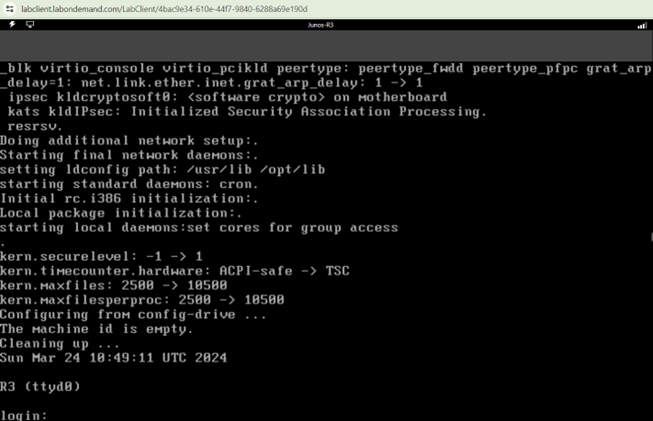 labclient.labondemand.com/LabClient/4bac9e34-610e-44f7-9840-6288a69e190d
Junos-R3
_blk virtio_console virtio_pcikld peertype: peertype_fwdd peertype_pfpc grat_arp
_delay=1: net.link.ether.inet.grat_arp_delay: 1 -> 1
ipsec kldcryptosoft0: <software crypto> on motherboard
kats kldIPsec: Initialized Security Association Processing.
resrsv.
Doing additional network setup:.
Starting final network daemons:.
setting ldconfig path: /usr/lib /opt/lib
starting standard daemons: cron.
Initial rc.i386 initialization:.
Local package initialization:.
starting local daemons:set cores for group access
.
kern.securelevel: -1 -> 1
kern.timecounter.hardware: ACPI-safe -> TSC
kern.maxfiles: 2500 -> 10500
kern.maxfilesperproc: 2500 -> 10500
Configuring from config-drive ...
The machine id is empty.
Cleaning up ...
Sun Mar 24 10:49:11 UTC 2024
R3 (ttyd0)
login: